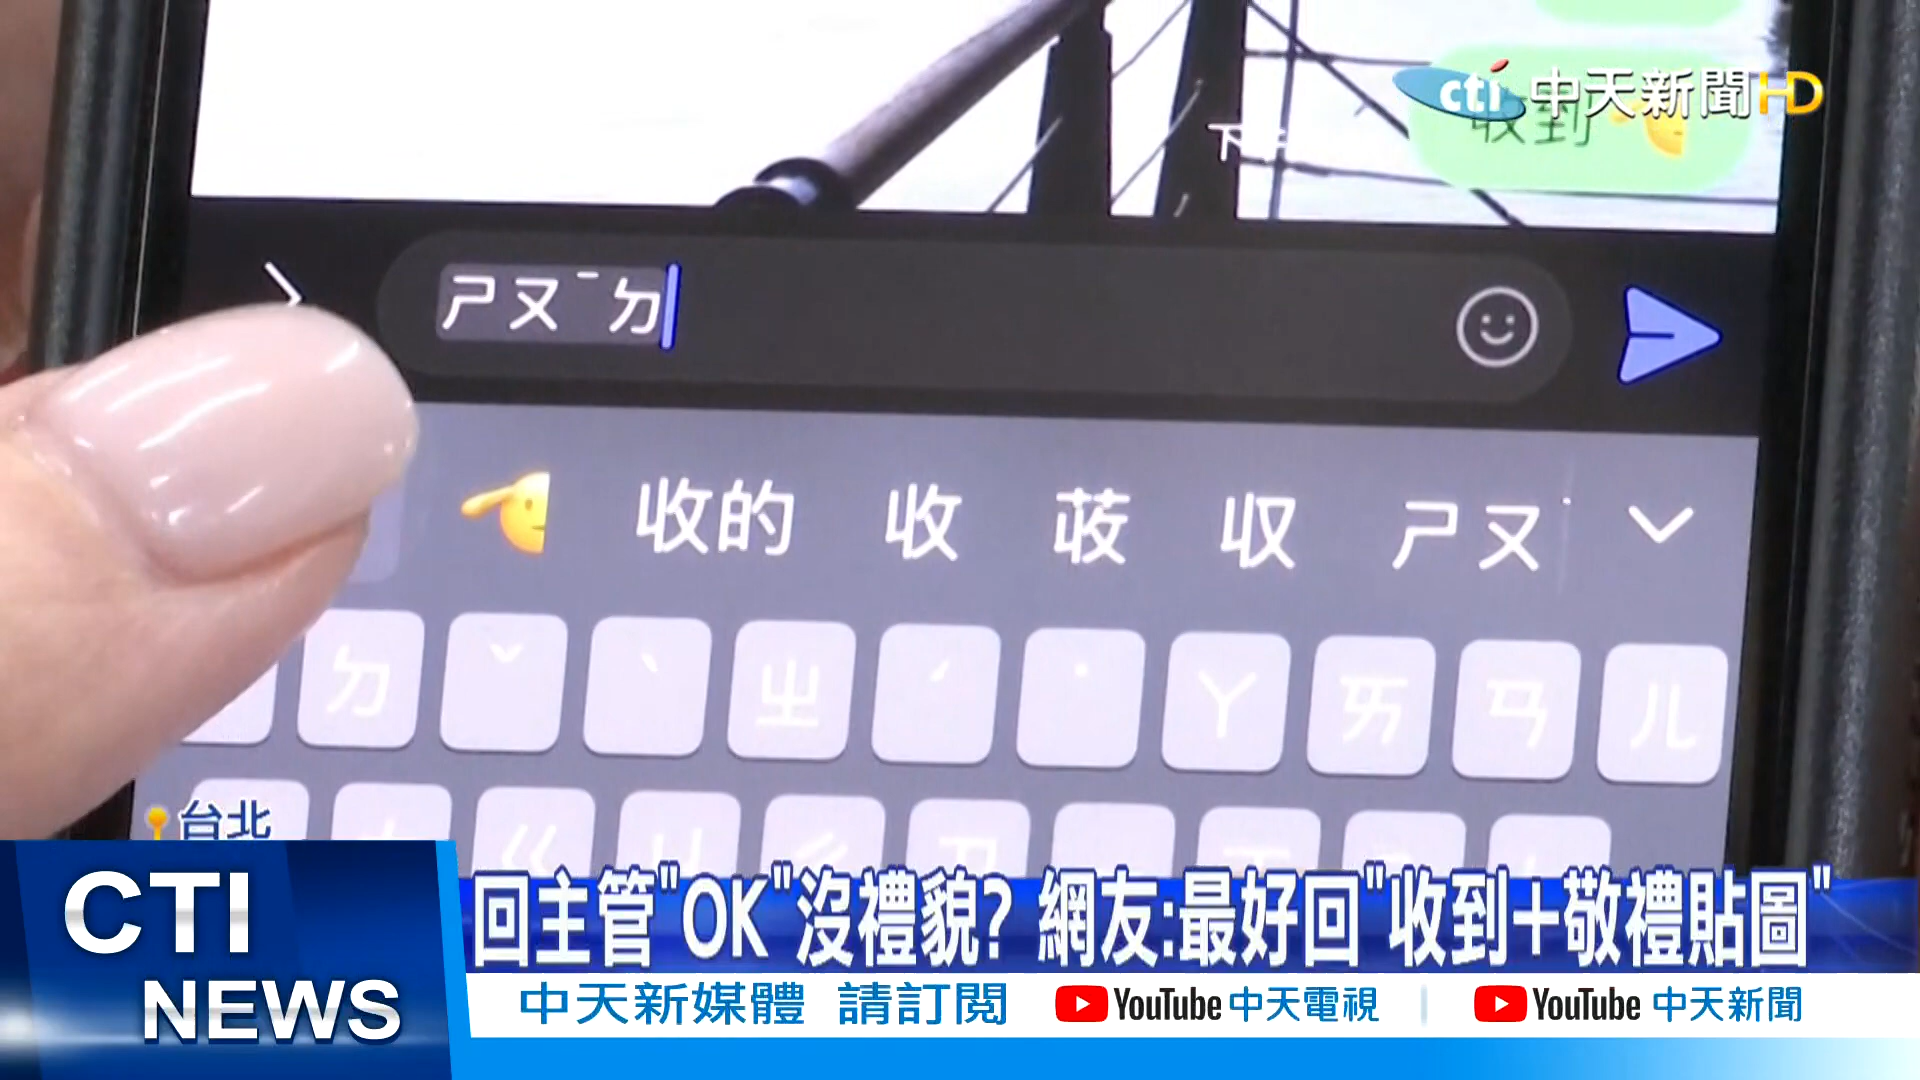 cti 中天新聞HD
收到
ㄕㄡˉㄉ
收的 收 荍 収 ㄕㄡ˙
ㄉ ˇ ˋ ㄓ ˊ ˙ ㄚ ㄞ ㄢ ㄦ
台北
CTI NEWS
回主管"OK"沒禮貌? 網友:最好回"收到+敬禮貼圖"
中天新媒體 請訂閱 YouTube 中天電視 | YouTube 中天新聞